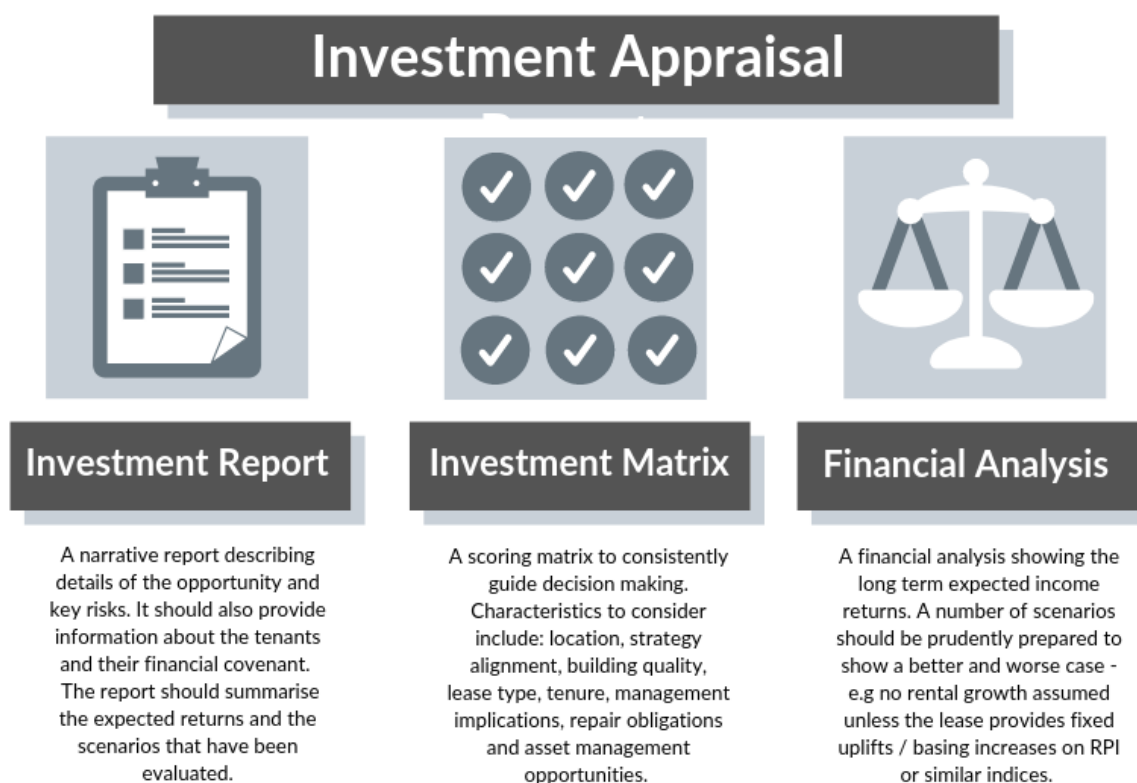 Investment Appraisal
Investment Report
A narrative report describing
details of the opportunity and
key risks. It should also provide
information about the tenants
and their financial covenant.
The report should summarise
the expected returns and the
scenarios that have been
evaluated.
Investment Matrix
A scoring matrix to consistently
guide decision making.
Characteristics to consider
include: location, strategy
alignment, building quality,
lease type, tenure, management
implications, repair obligations
and asset management
opportunities.
Financial Analysis
A financial analysis showing the
long term expected income
returns. A number of scenarios
should be prudently prepared to
show a better and worse case -
e.g no rental growth assumed
unless the lease provides fixed
uplifts / basing increases on RPI
or similar indices.